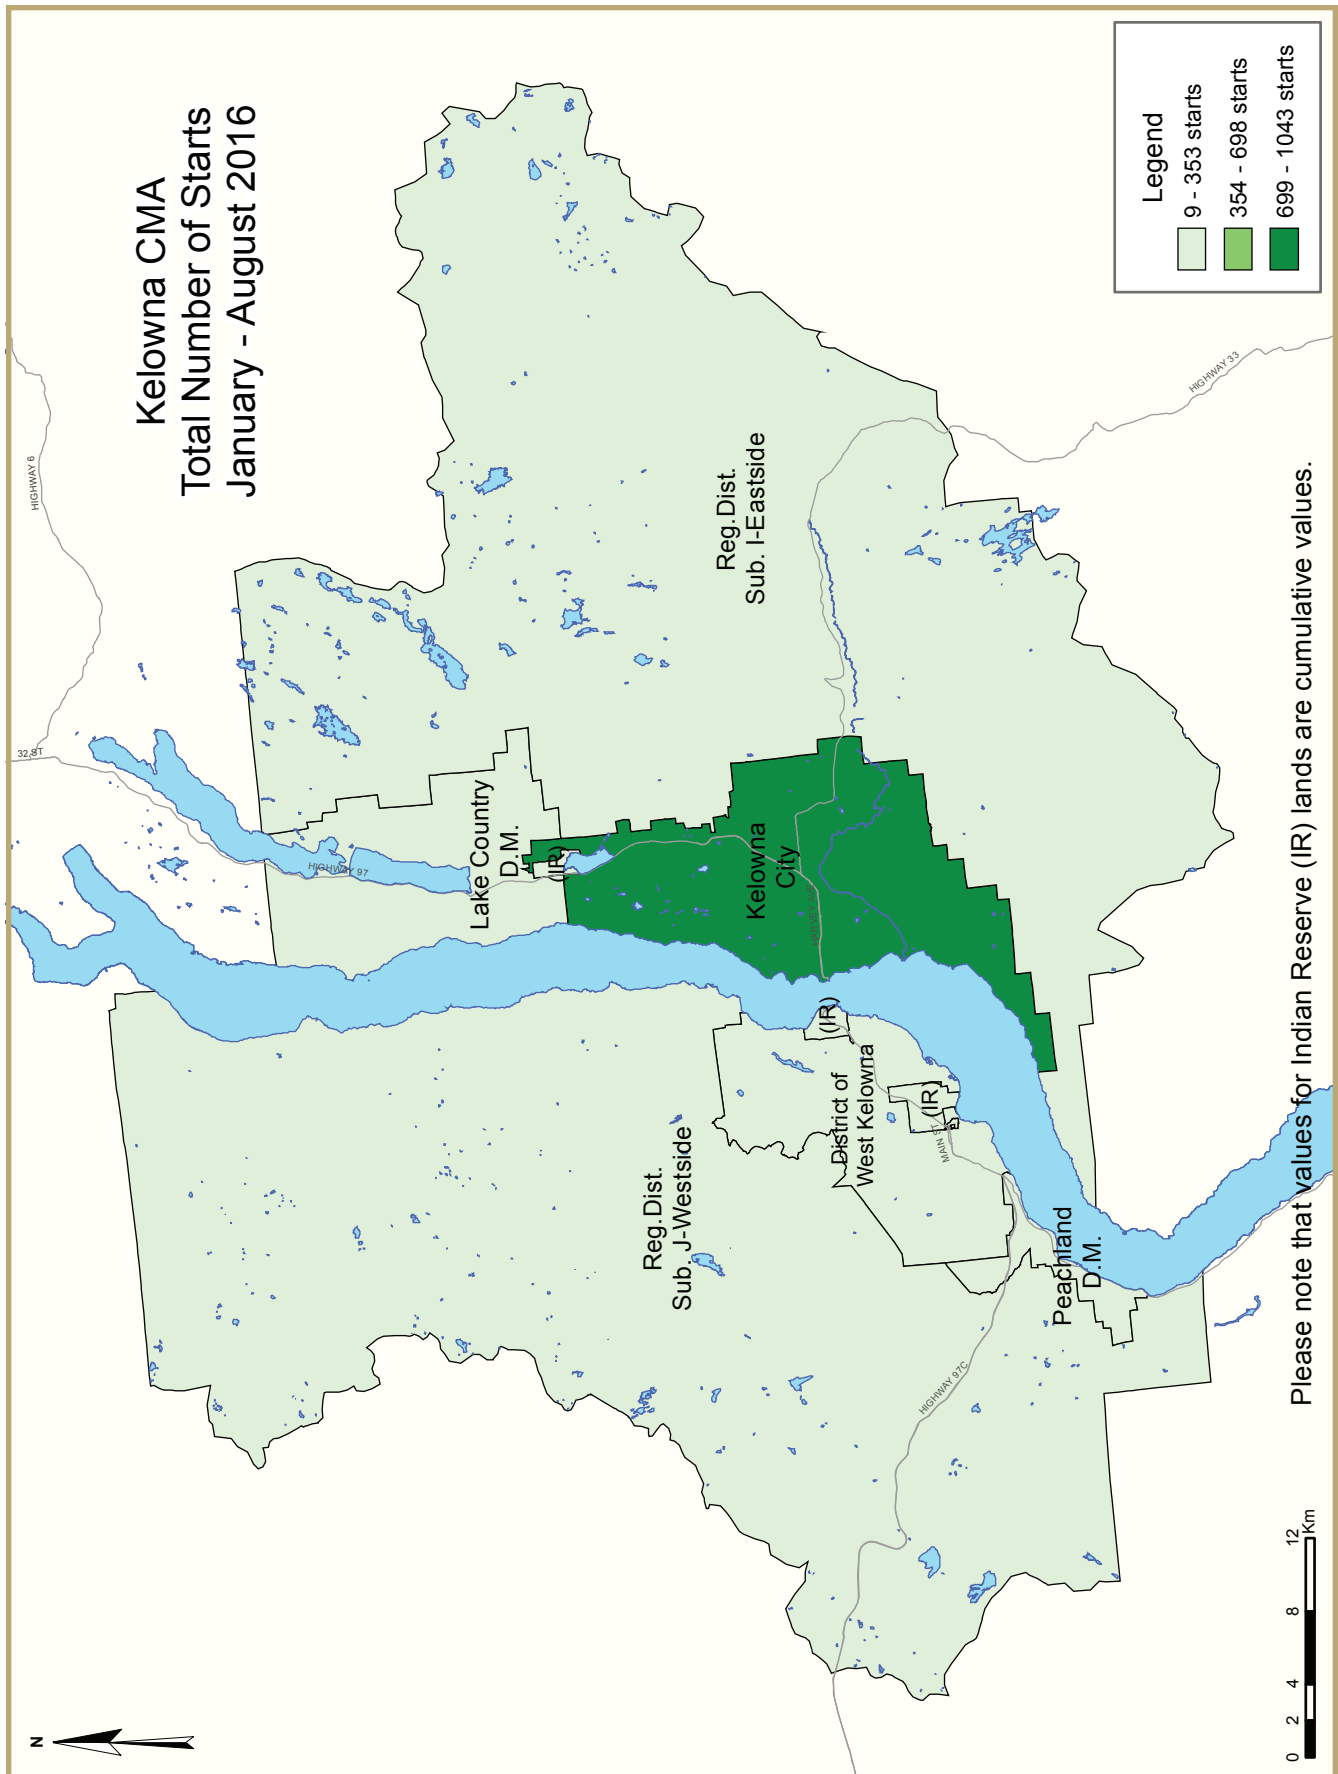 Kelowna CMA
Total Number of Starts
January - August 2016
N
HIGHWAY 6
32 ST
HIGHWAY 97
Lake Country
D.M.
(IR)
Kelowna
City
Reg.Dist.
Sub. I-Eastside
Reg.Dist.
Sub. J-Westside
(IR)
District of
West Kelowna
(IR)
MAIN ST
Peachland
D.M.
HIGHWAY 97C
HIGHWAY 33
Legend
9 - 353 starts
354 - 698 starts
699 - 1043 starts
0 2 4 8 12
Km
Please note that values for Indian Reserve (IR) lands are cumulative values.